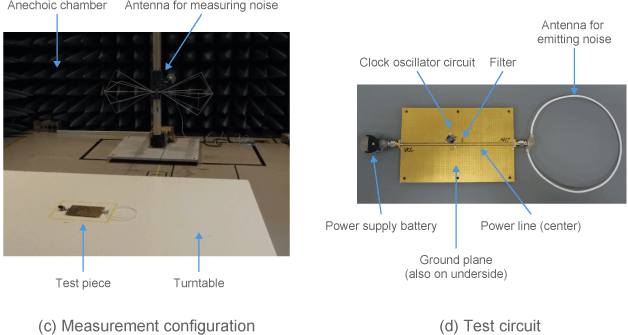 Anechoic chamber
Antenna for measuring noise
Test piece
Turntable
(c) Measurement configuration
Antenna for
emitting noise
Clock oscillator circuit
Filter
Power supply battery
Power line (center)
Ground plane
(also on underside)
(d) Test circuit